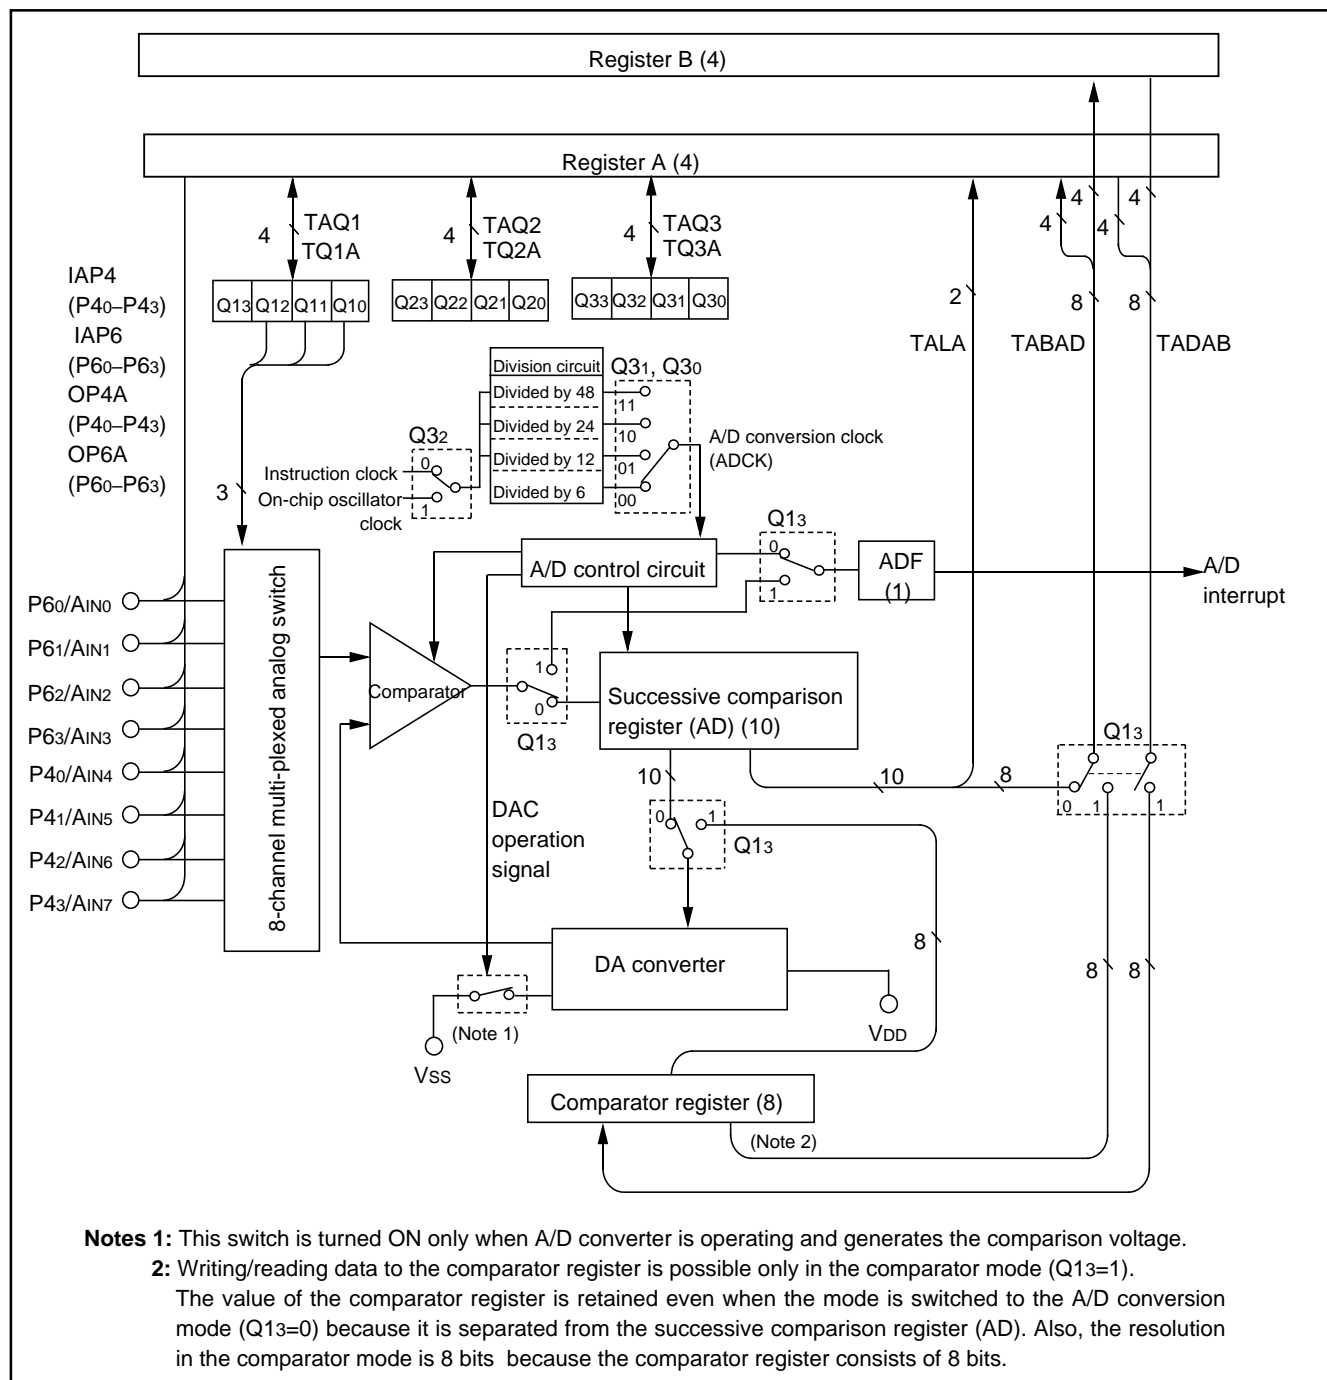 Register B (4)
Register A (4)
4
TAQ1
TQ1A
4
TAQ2
TQ2A
4
TAQ3
TQ3A
4
4
4
4
IAP4
(P40–P43)
IAP6
(P60–P63)
OP4A
(P40–P43)
OP6A
(P60–P63)
Q13 Q12 Q11 Q10
Q23 Q22 Q21 Q20
Q33 Q32 Q31 Q30
2
8
8
TALA
TABAD
TADAB
Division circuit
Divided by 48
Divided by 24
Divided by 12
Divided by 6
Q31, Q30
11
10
01
00
A/D conversion clock
(ADCK)
Q32
0
1
Instruction clock
On-chip oscillator
clock
3
8-channel multi-plexed analog switch
A/D control circuit
Q13
0
1
ADF
(1)
A/D
interrupt
P60/AIN0
P61/AIN1
P62/AIN2
P63/AIN3
P40/AIN4
P41/AIN5
P42/AIN6
P43/AIN7
Comparator
1
0
Q13
Successive comparison
register (AD) (10)
10
10
8
Q13
0
1
1
DAC
operation
signal
0
1
Q13
DA converter
8
8
8
(Note 1)
VSS
VDD
Comparator register (8)
(Note 2)
Notes 1: This switch is turned ON only when A/D converter is operating and generates the comparison voltage.
2: Writing/reading data to the comparator register is possible only in the comparator mode (Q13=1).
The value of the comparator register is retained even when the mode is switched to the A/D conversion
mode (Q13=0) because it is separated from the successive comparison register (AD). Also, the resolution
in the comparator mode is 8 bits because the comparator register consists of 8 bits.